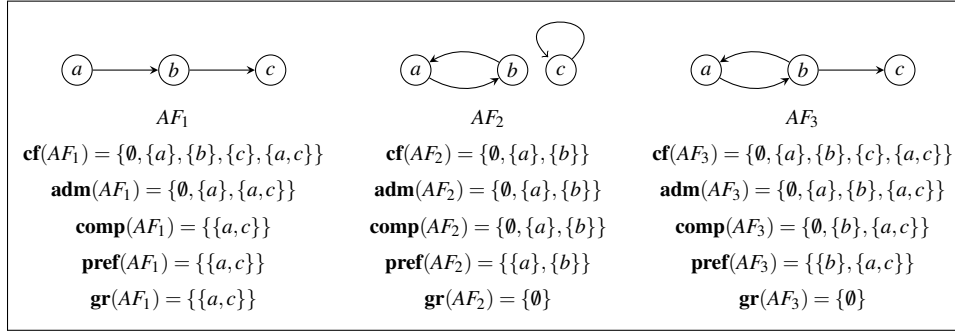 a b c a b c a b c
AF₁ AF₂ AF₃
cf(AF₁) = {∅, {a}, {b}, {c}, {a,c}} cf(AF₂) = {∅, {a}, {b}} cf(AF₃) = {∅, {a}, {b}, {c}, {a,c}}
adm(AF₁) = {∅, {a}, {a,c}} adm(AF₂) = {∅, {a}, {b}} adm(AF₃) = {∅, {a}, {b}, {a,c}}
comp(AF₁) = {{a,c}} comp(AF₂) = {∅, {a}, {b}} comp(AF₃) = {∅, {b}, {a,c}}
pref(AF₁) = {{a,c}} pref(AF₂) = {{a}, {b}} pref(AF₃) = {{b}, {a,c}}
gr(AF₁) = {{a,c}} gr(AF₂) = {∅} gr(AF₃) = {∅}